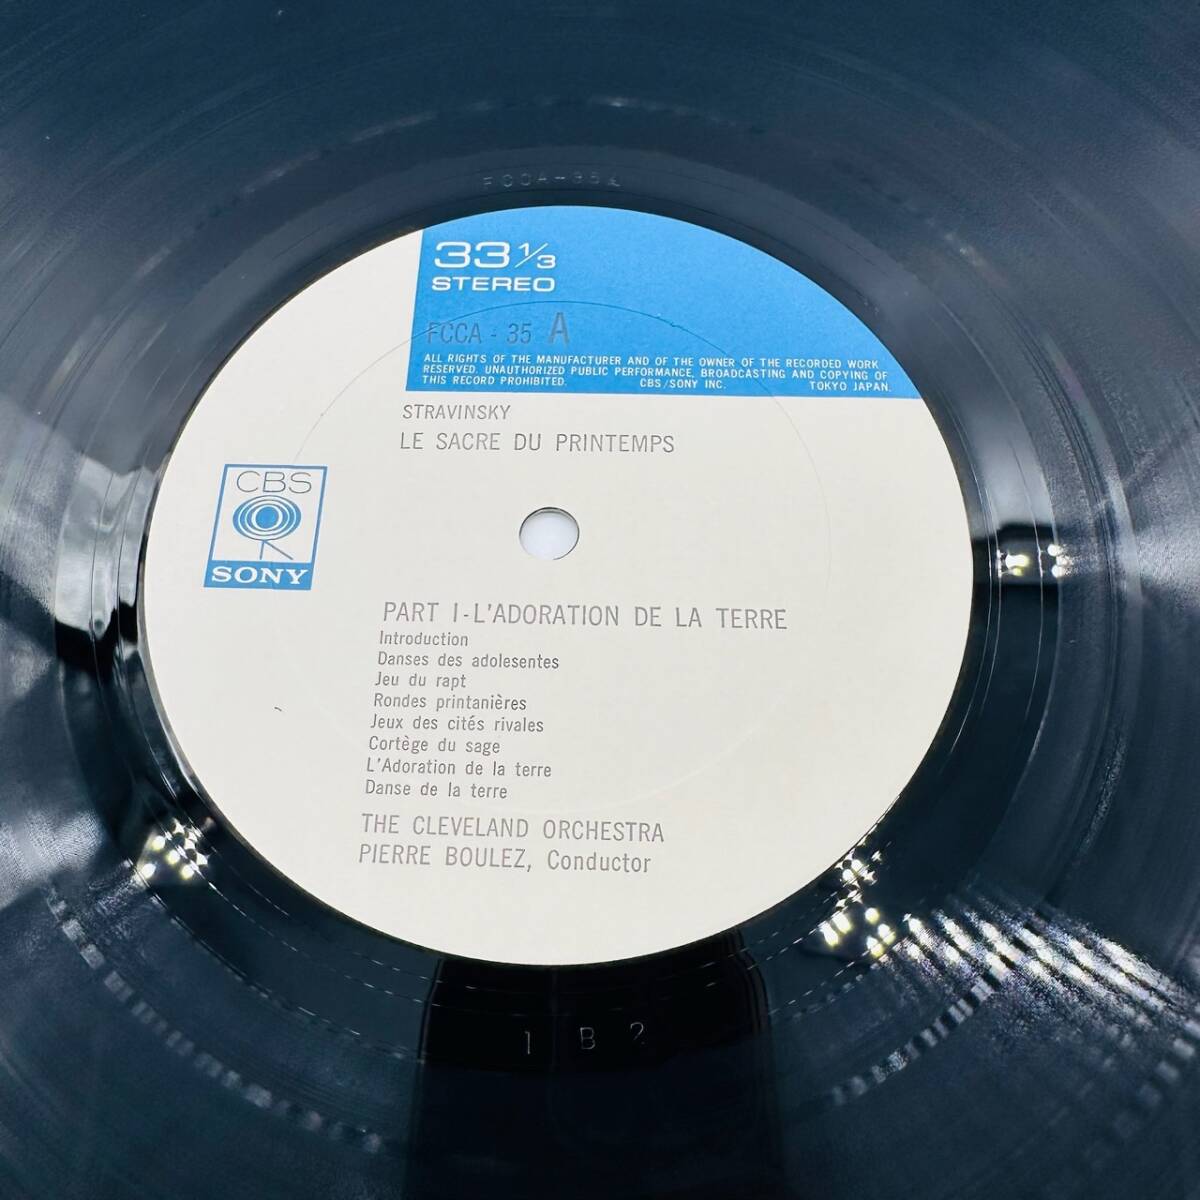 33 1/3
STEREO
FCCA - 35 A
ALL RIGHTS OF THE MANUFACTURER AND OF THE OWNER OF THE RECORDED WORK
RESERVED. UNAUTHORIZED PUBLIC PERFORMANCE, BROADCASTING AND COPYING OF
THIS RECORD PROHIBITED. CBS/SONY INC. TOKYO JAPAN.
STRAVINSKY
LE SACRE DU PRINTEMPS
CBS
SONY
PART I-L'ADORATION DE LA TERRE
Introduction
Danses des adolesentes
Jeu du rapt
Rondes printanières
Jeux des cités rivales
Cortège du sage
L'Adoration de la terre
Danse de la terre
THE CLEVELAND ORCHESTRA
PIERRE BOULEZ, Conductor
1 B 2